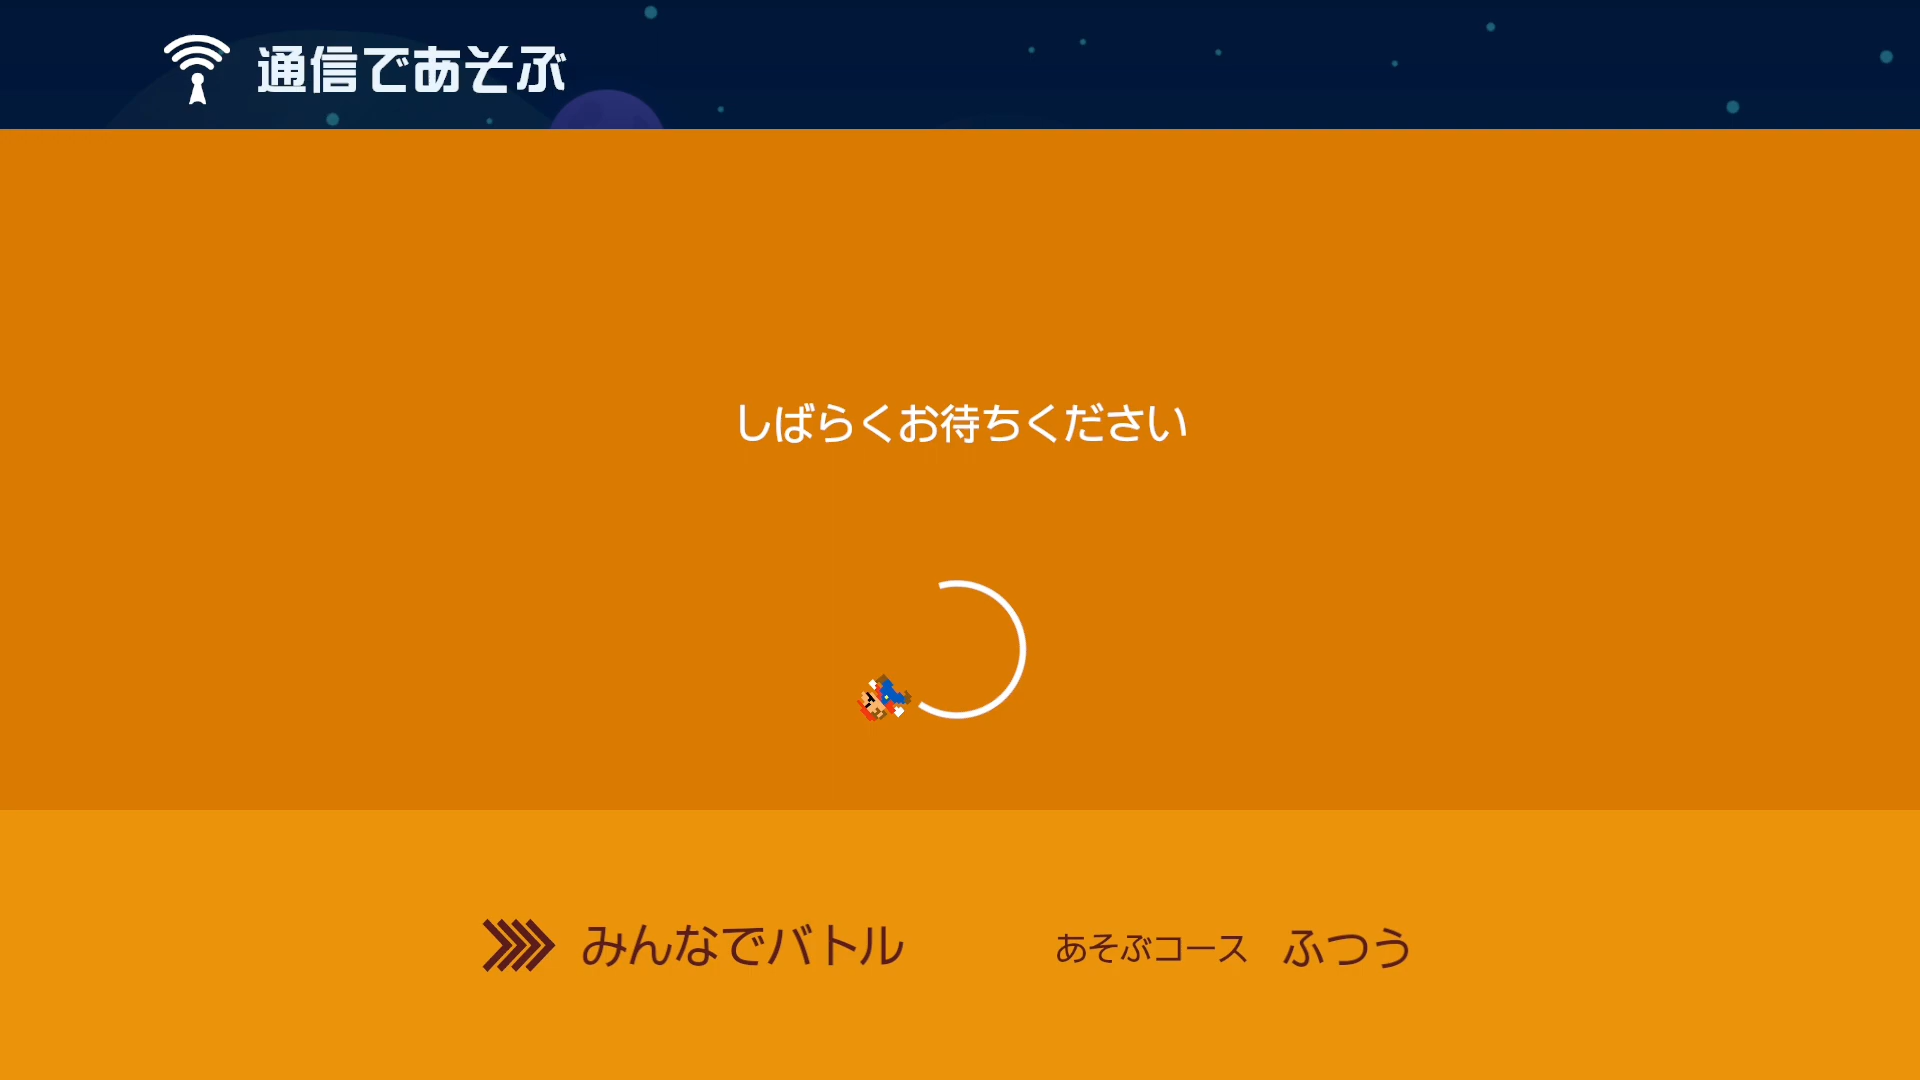 通信であそぶ
しばらくお待ちください
みんなでバトル
あそぶコース ふつう